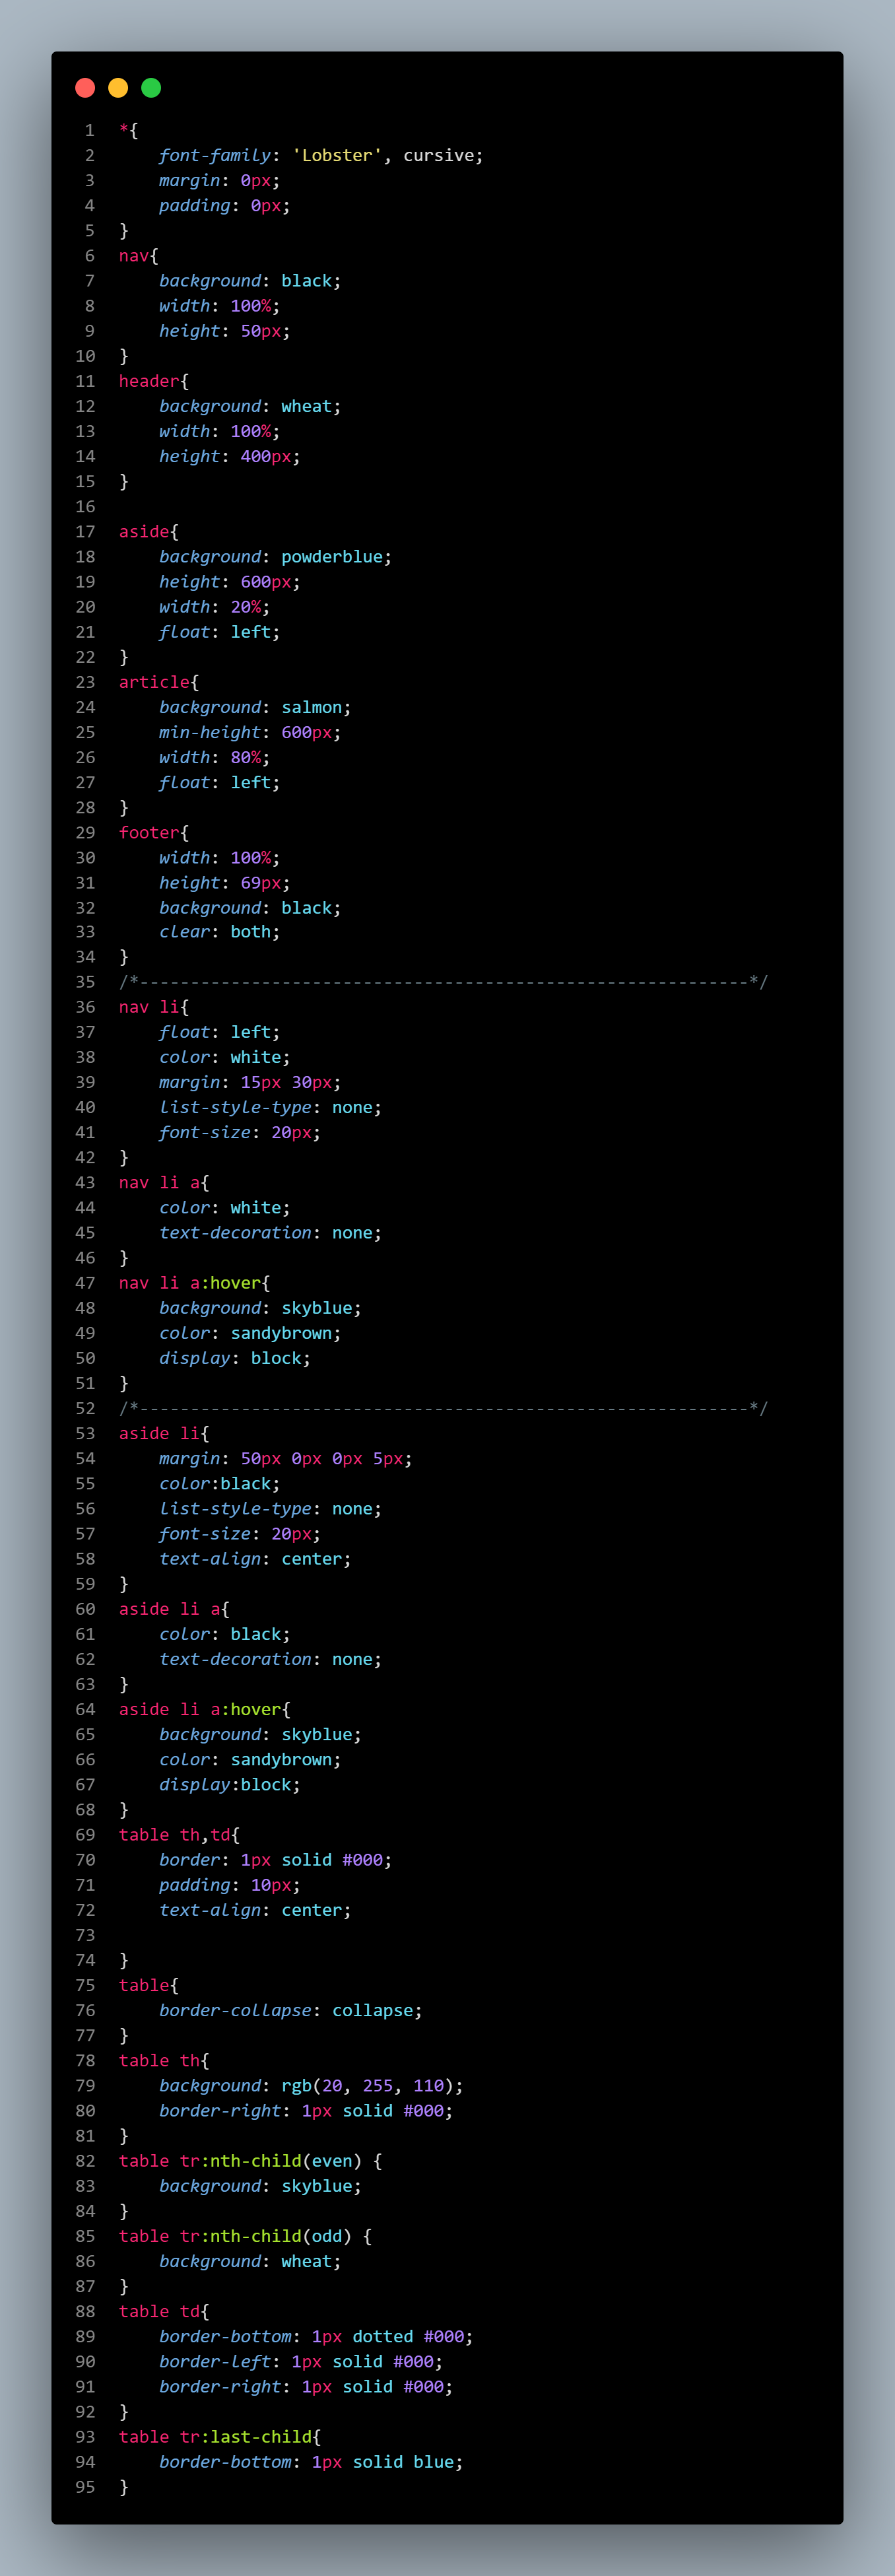 1 *{
2     font-family: 'Lobster', cursive;
3     margin: 0px;
4     padding: 0px;
5 }
6 nav{
7     background: black;
8     width: 100%;
9     height: 50px;
10 }
11 header{
12     background: wheat;
13     width: 100%;
14     height: 400px;
15 }
16
17 aside{
18     background: powderblue;
19     height: 600px;
20     width: 20%;
21     float: left;
22 }
23 article{
24     background: salmon;
25     min-height: 600px;
26     width: 80%;
27     float: left;
28 }
29 footer{
30     width: 100%;
31     height: 69px;
32     background: black;
33     clear: both;
34 }
35 /*------------------------------------------------------------*/
36 nav li{
37     float: left;
38     color: white;
39     margin: 15px 30px;
40     list-style-type: none;
41     font-size: 20px;
42 }
43 nav li a{
44     color: white;
45     text-decoration: none;
46 }
47 nav li a:hover{
48     background: skyblue;
49     color: sandybrown;
50     display: block;
51 }
52 /*------------------------------------------------------------*/
53 aside li{
54     margin: 50px 0px 0px 5px;
55     color:black;
56     list-style-type: none;
57     font-size: 20px;
58     text-align: center;
59 }
60 aside li a{
61     color: black;
62     text-decoration: none;
63 }
64 aside li a:hover{
65     background: skyblue;
66     color: sandybrown;
67     display:block;
68 }
69 table th,td{
70     border: 1px solid #000;
71     padding: 10px;
72     text-align: center;
73
74 }
75 table{
76     border-collapse: collapse;
77 }
78 table th{
79     background: rgb(20, 255, 110);
80     border-right: 1px solid #000;
81 }
82 table tr:nth-child(even) {
83     background: skyblue;
84 }
85 table tr:nth-child(odd) {
86     background: wheat;
87 }
88 table td{
89     border-bottom: 1px dotted #000;
90     border-left: 1px solid #000;
91     border-right: 1px solid #000;
92 }
93 table tr:last-child{
94     border-bottom: 1px solid blue;
95 }